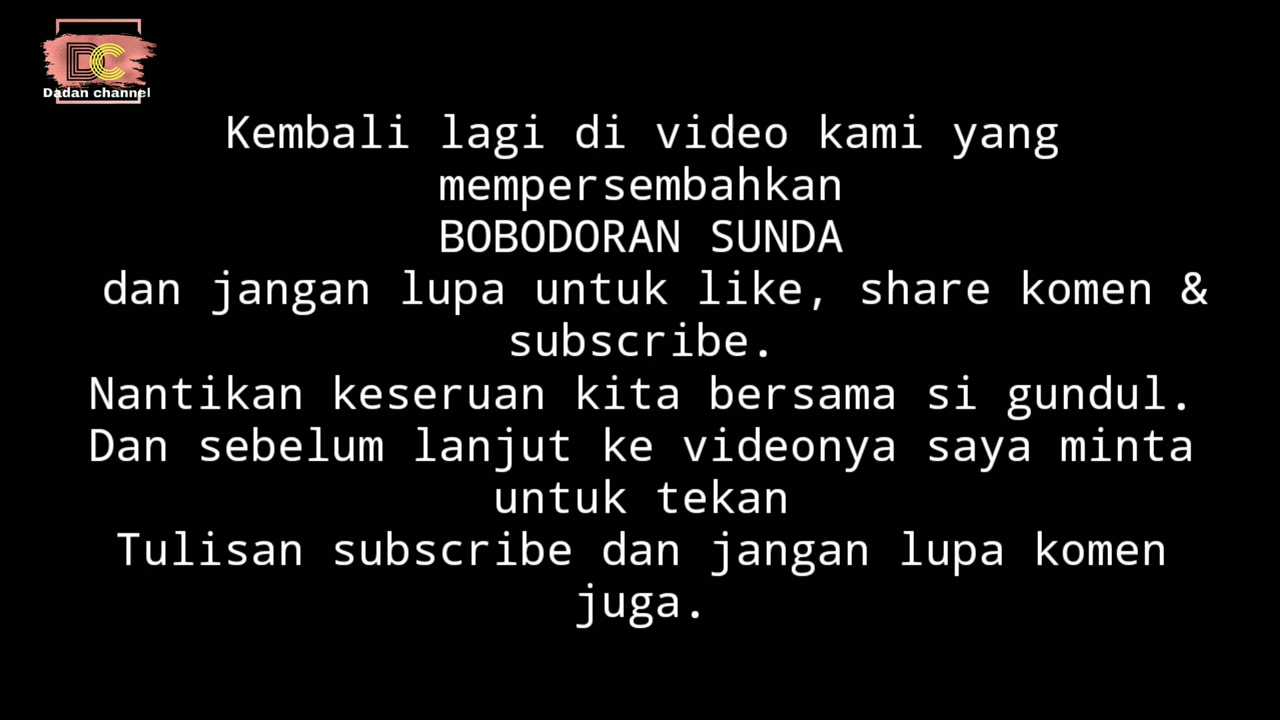 DC
Dadan channel
Kembali lagi di video kami yang
mempersembahkan
BOBODORAN SUNDA
dan jangan lupa untuk like, share komen &
subscribe.
Nantikan keseruan kita bersama si gundul.
Dan sebelum lanjut ke videonya saya minta
untuk tekan
Tulisan subscribe dan jangan lupa komen
juga.